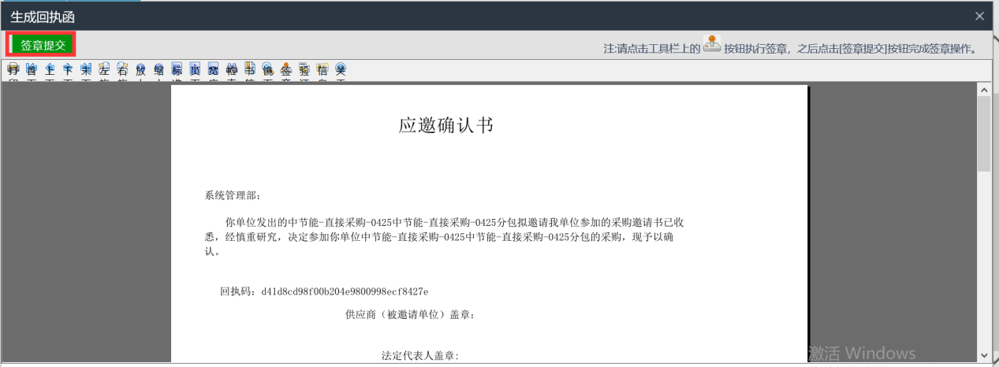 生成回执函
签章提交
注:请点击工具栏上的 按钮执行签章，之后点击[签章提交]按钮完成签章操作。
应邀确认书
系统管理部：
你单位发出的中节能-直接采购-0425中节能-直接采购-0425分包拟邀请我单位参加的采购邀请书已收
悉，经慎重研究，决定参加你单位中节能-直接采购-0425中节能-直接采购-0425分包的采购，现予以确
认。
回执码：d41d8cd98f00b204e9800998ecf8427e
供应商（被邀请单位）盖章：
法定代表人盖章：
激活 Windows